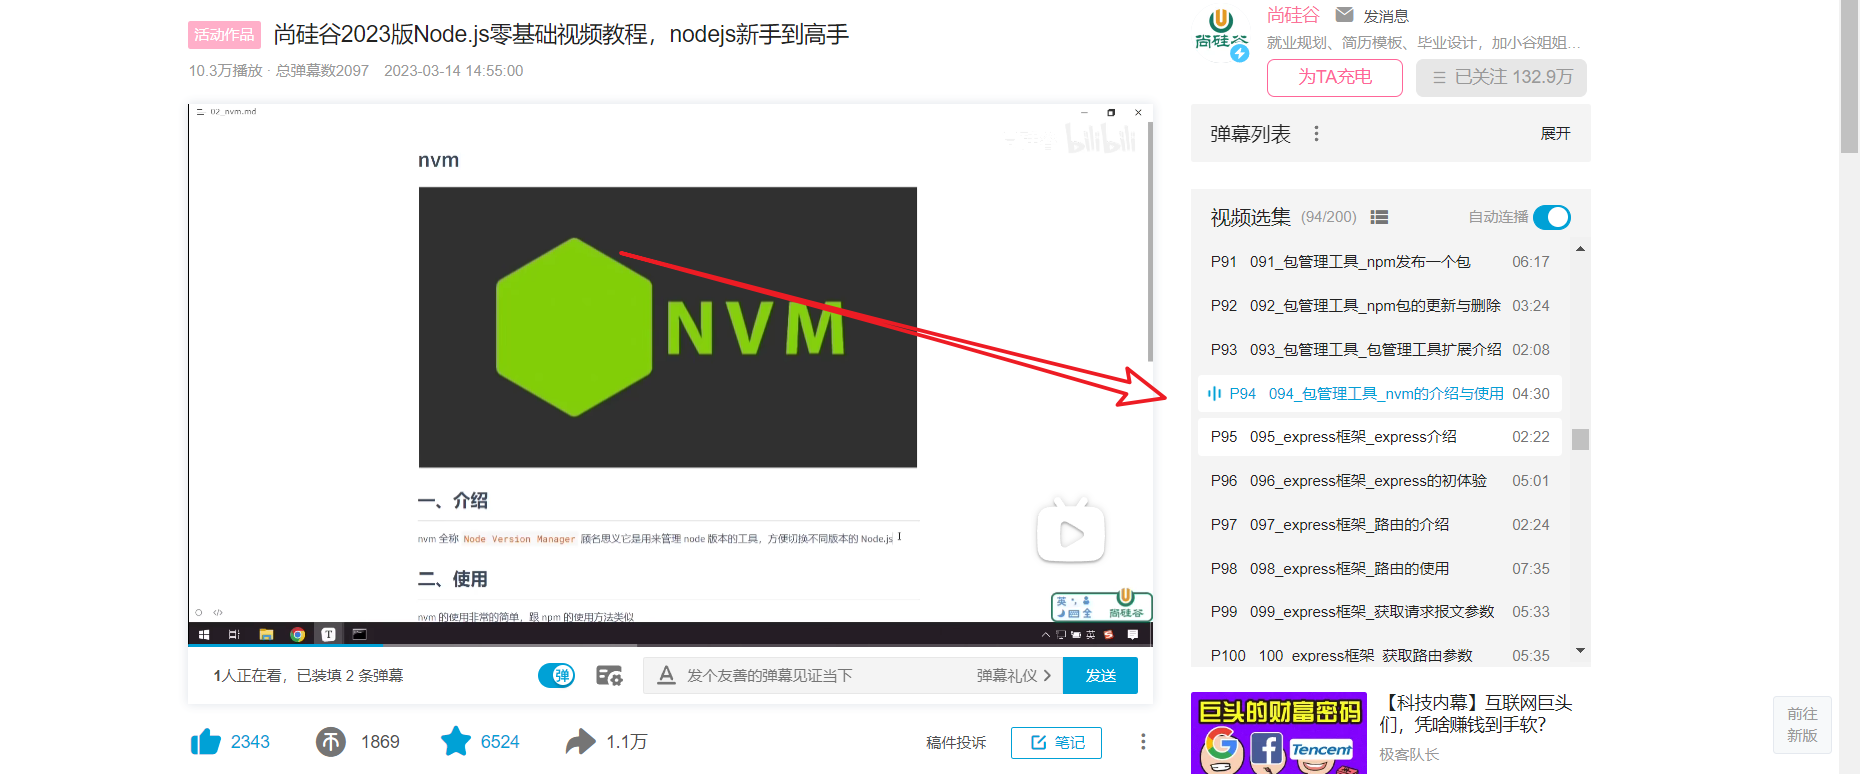 活动作品 尚硅谷2023版Node.js零基础视频教程，nodejs新手到高手
10.3万播放 · 总弹幕数2097 2023-03-14 14:55:00
02_nvm.md
bilibili
nvm
NVM
一、介绍
nvm 全称 Node Version Manager 顾名思义它是用来管理 node 版本的工具，方便切换不同版本的 Node.js
二、使用
nvm 的使用非常的简单，跟 npm 的使用方法类似
英
全
尚硅谷
T
英
1人正在看，已装填 2 条弹幕
弹
A 发个友善的弹幕见证当下
弹幕礼仪 >
发送
2343
币 1869
6524
1.1万
稿件投诉
笔记
尚硅谷
尚硅谷 发消息
就业规划、简历模板、毕业设计，加小谷姐姐...
为TA充电
已关注 132.9万
弹幕列表
展开
视频选集 (94/200)
自动连播
P91 091_包管理工具_npm发布一个包 06:17
P92 092_包管理工具_npm包的更新与删除 03:24
P93 093_包管理工具_包管理工具扩展介绍 02:08
P94 094_包管理工具_nvm的介绍与使用 04:30
P95 095_express框架_express介绍 02:22
P96 096_express框架_express的初体验 05:01
P97 097_express框架_路由的介绍 02:24
P98 098_express框架_路由的使用 07:35
P99 099_express框架_获取请求报文参数 05:33
P100 100_express框架_获取路由参数 05:35
巨头的财富密码
G f Tencent
【科技内幕】互联网巨头
们，凭啥赚钱到手软？
极客队长
前往
新版